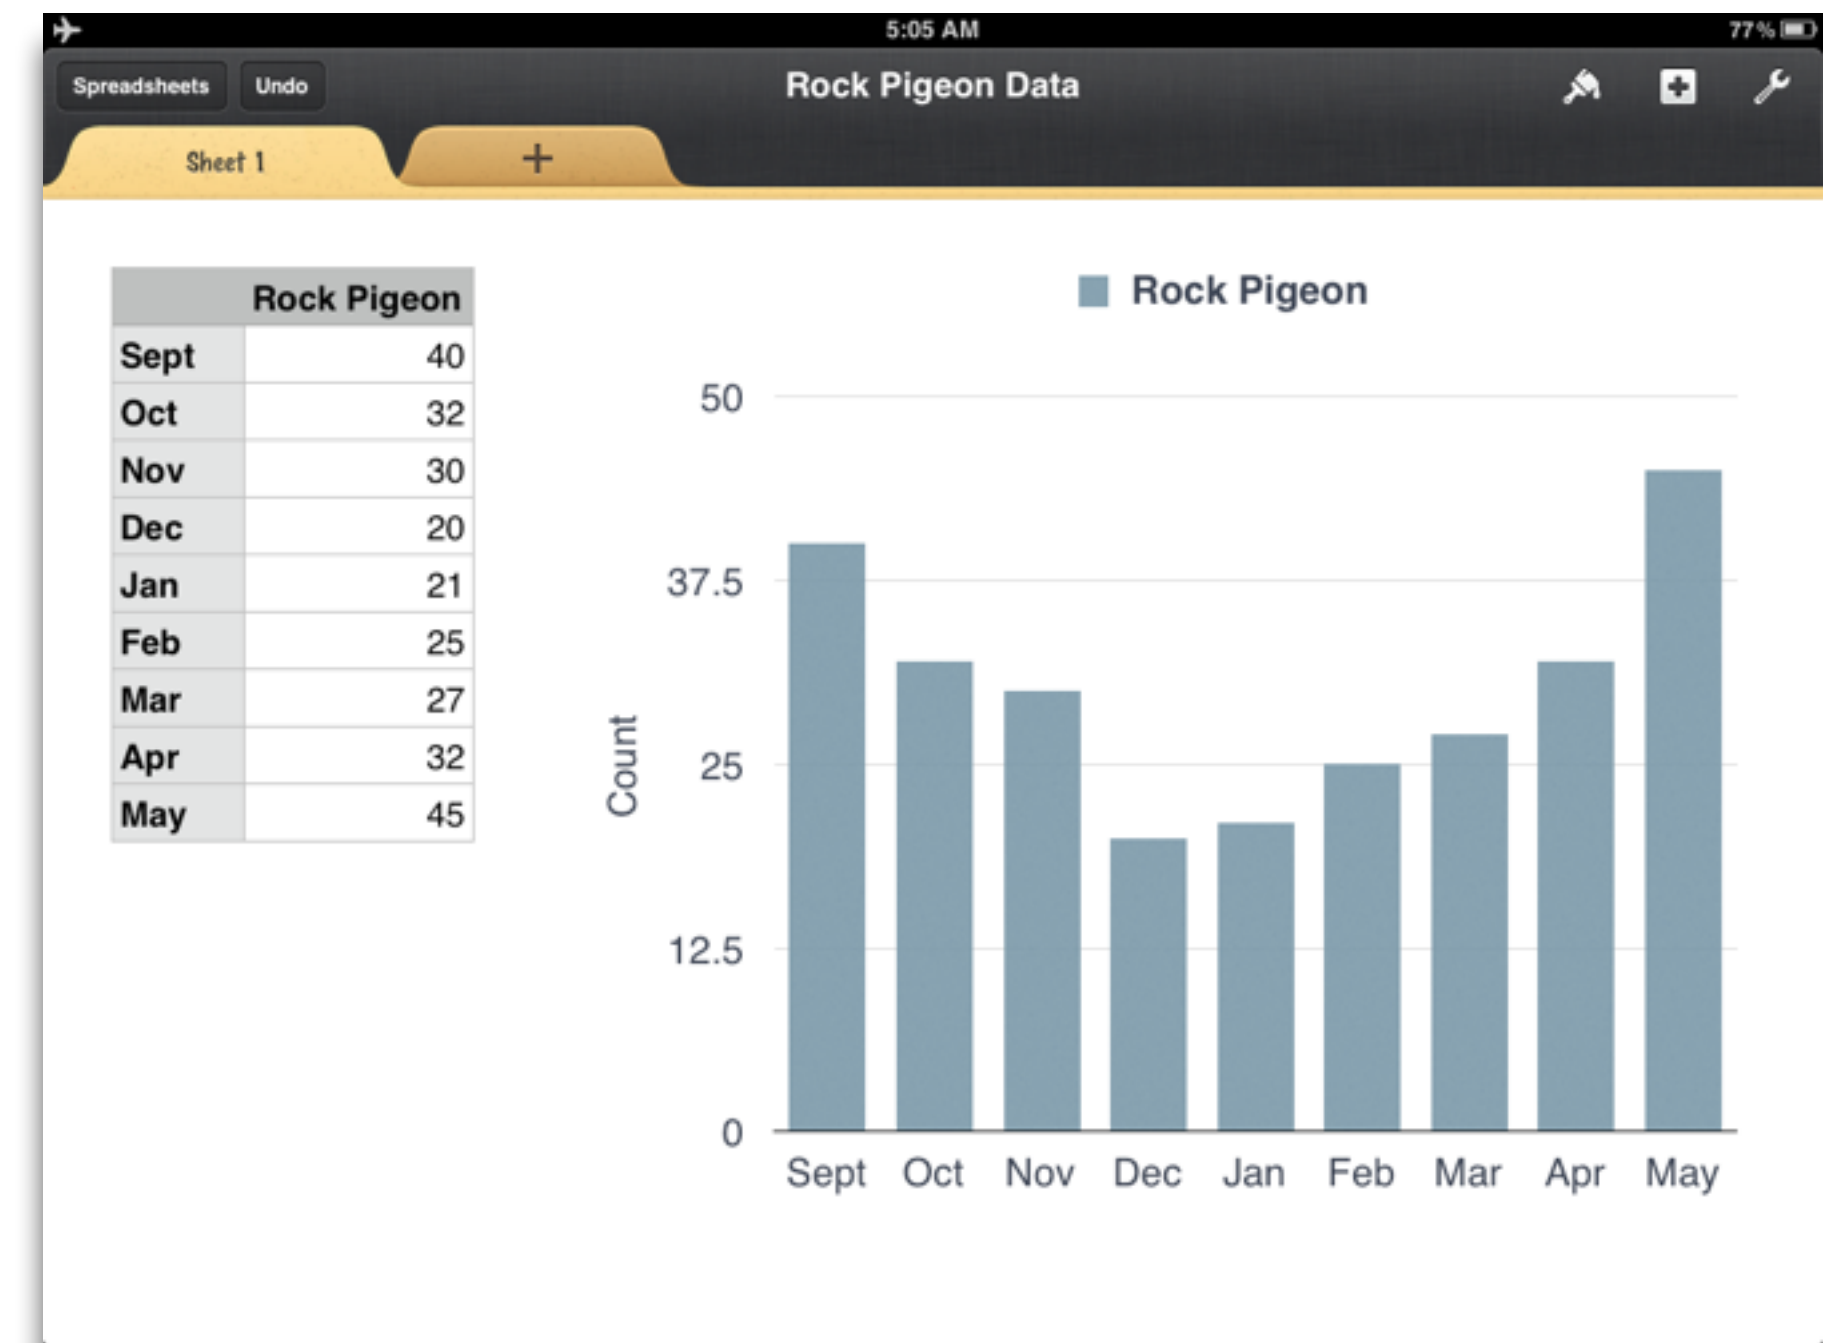 5:05 AM
77%
Spreadsheets
Undo
Rock Pigeon Data
Sheet 1
+
Rock Pigeon
Sept 40
Oct 32
Nov 30
Dec 20
Jan 21
Feb 25
Mar 27
Apr 32
May 45
Rock Pigeon
50
37.5
25
12.5
0
Count
Sept Oct Nov Dec Jan Feb Mar Apr May